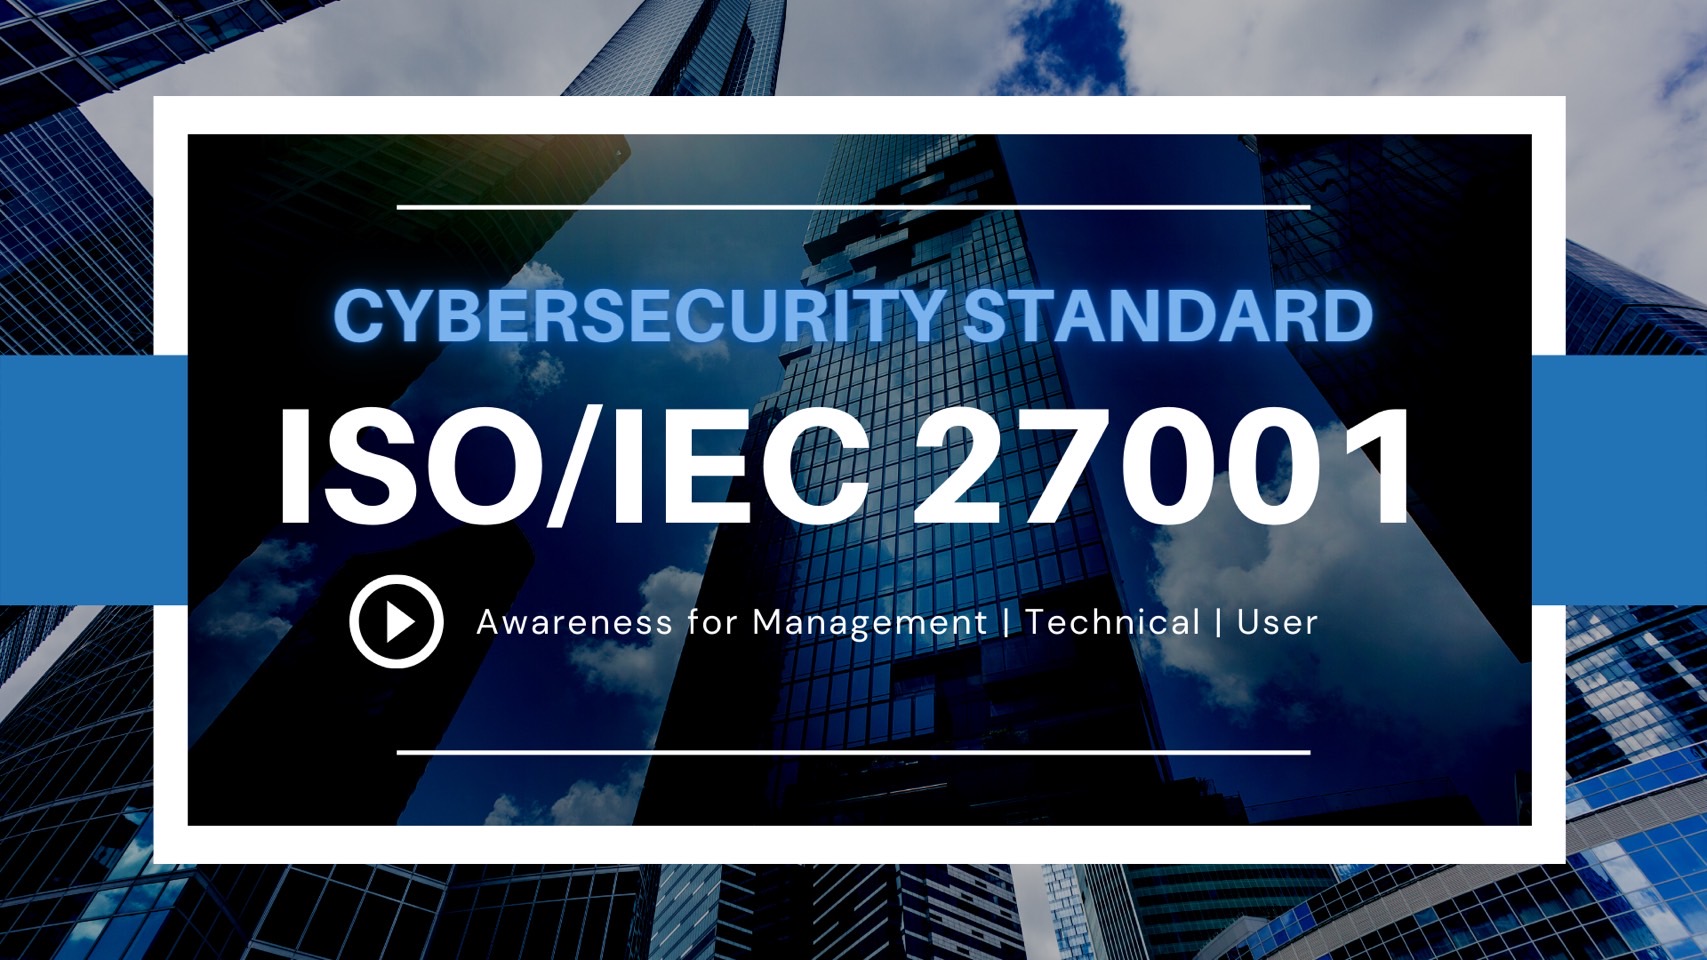 CYBERSECURITY STANDARD
ISO/IEC 27001
Awareness for Management | Technical | User